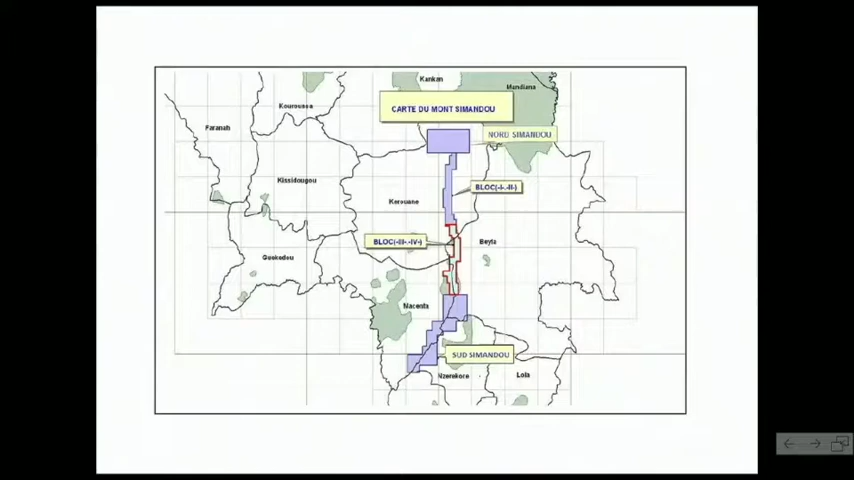 Kankan
Mandiana
Kouroussa
CARTE DU MONT SIMANDOU
Faranah
NORD SIMANDOU
Kissidougou
BLOC(-I-.-II-)
Kerouane
BLOC(-III-.-IV-)
Beyla
Guekedou
Macenta
SUD SIMANDOU
Nzerekore
Lola